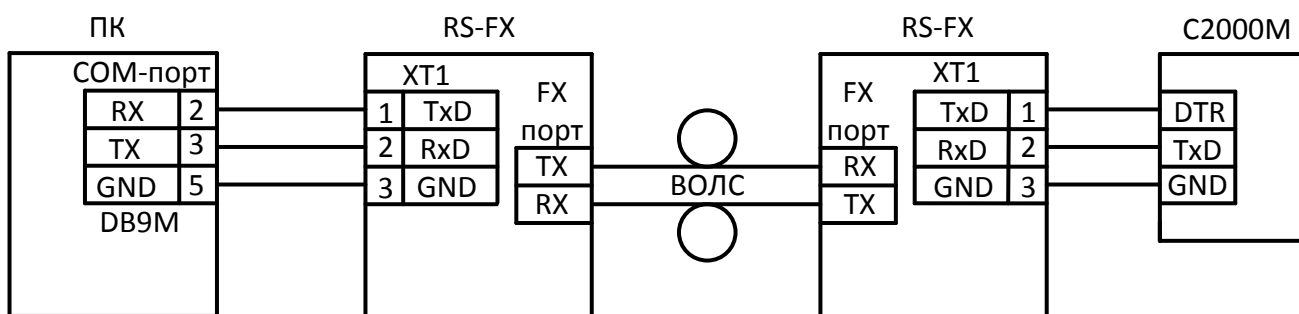 ПК RS-FX RS-FX С2000М
COM-порт XT1 FX FX XT1
RX 2 1 TxD порт порт TxD 1 DTR
TX 3 2 RxD TX RX RxD 2 TxD
GND 5 3 GND RX ВОЛС TX GND 3 GND
DB9M